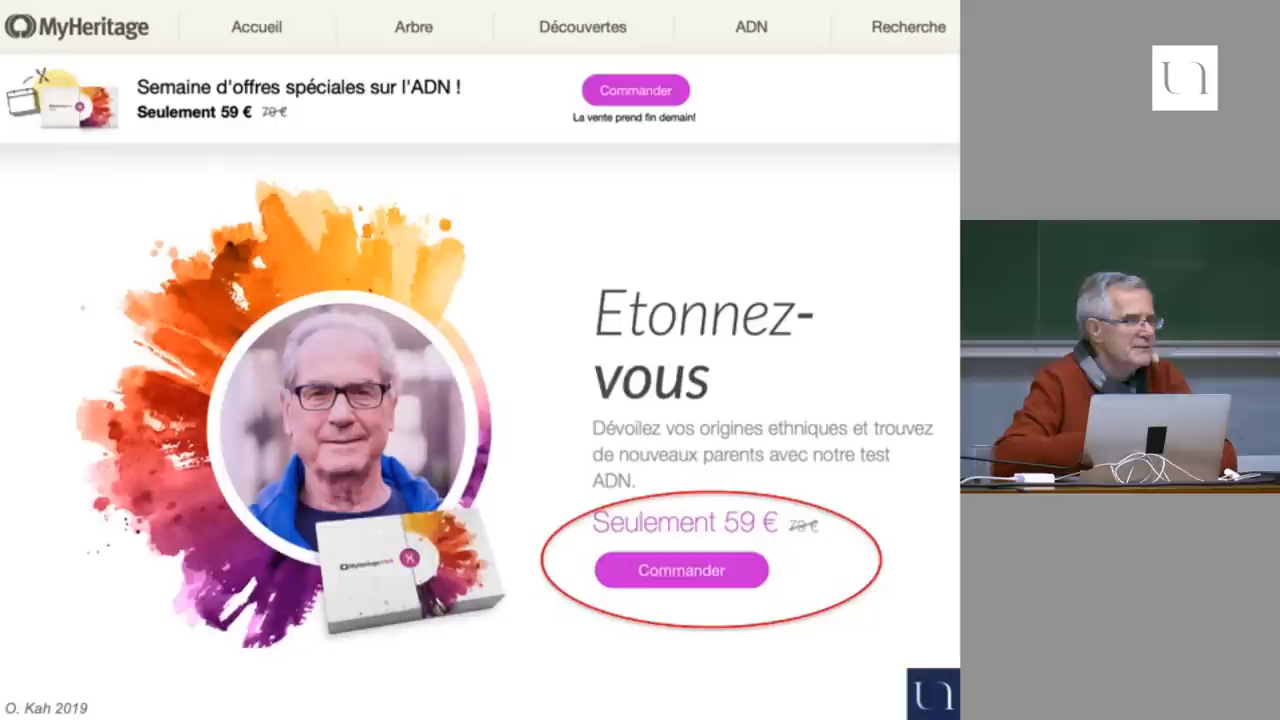 MyHeritage Accueil Arbre Découvertes ADN Recherche
Semaine d'offres spéciales sur l'ADN !
Seulement 59 € 79 €
Commander
La vente prend fin demain!
Etonnez-
vous
Dévoilez vos origines ethniques et trouvez
de nouveaux parents avec notre test
ADN.
Seulement 59 € 79 €
Commander
MyHeritage
O. Kah 2019